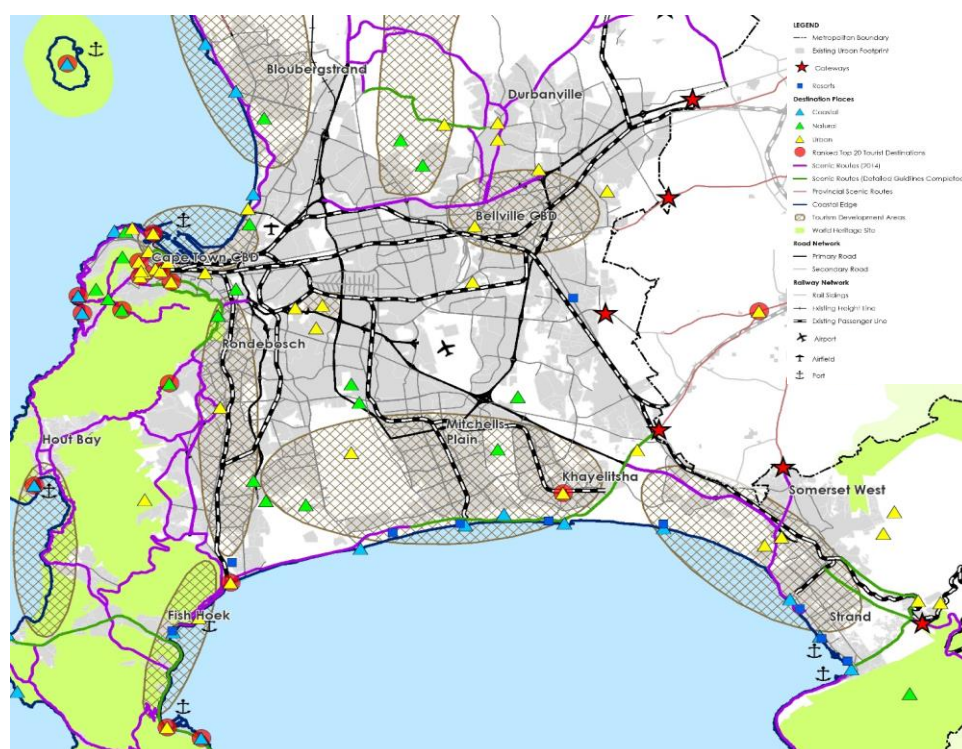 Bloubergstrand
Durbanville
Bellville CBD
Cape Town CBD
Rondebosch
Hout Bay
Mitchells
Plain
Khayelitsha
Somerset West
Fish Hoek
Strand
LEGEND
Metropolitan Boundary
Existing Urban Footprint
Gateways
Resorts
Destination Places
Coastal
Natural
Urban
Ranked Top 20 Tourist Destinations
Scenic Routes (2014)
Scenic Routes (Detailed Guidlines Completed
Provincial Scenic Routes
Coastal Edge
Tourism Development Areas
World Heritage Site
Road Network
Primary Road
Secondary Road
Railway Network
Rail Sidings
Existing Freight Line
Existing Passenger Line
Airport
Airfield
Port